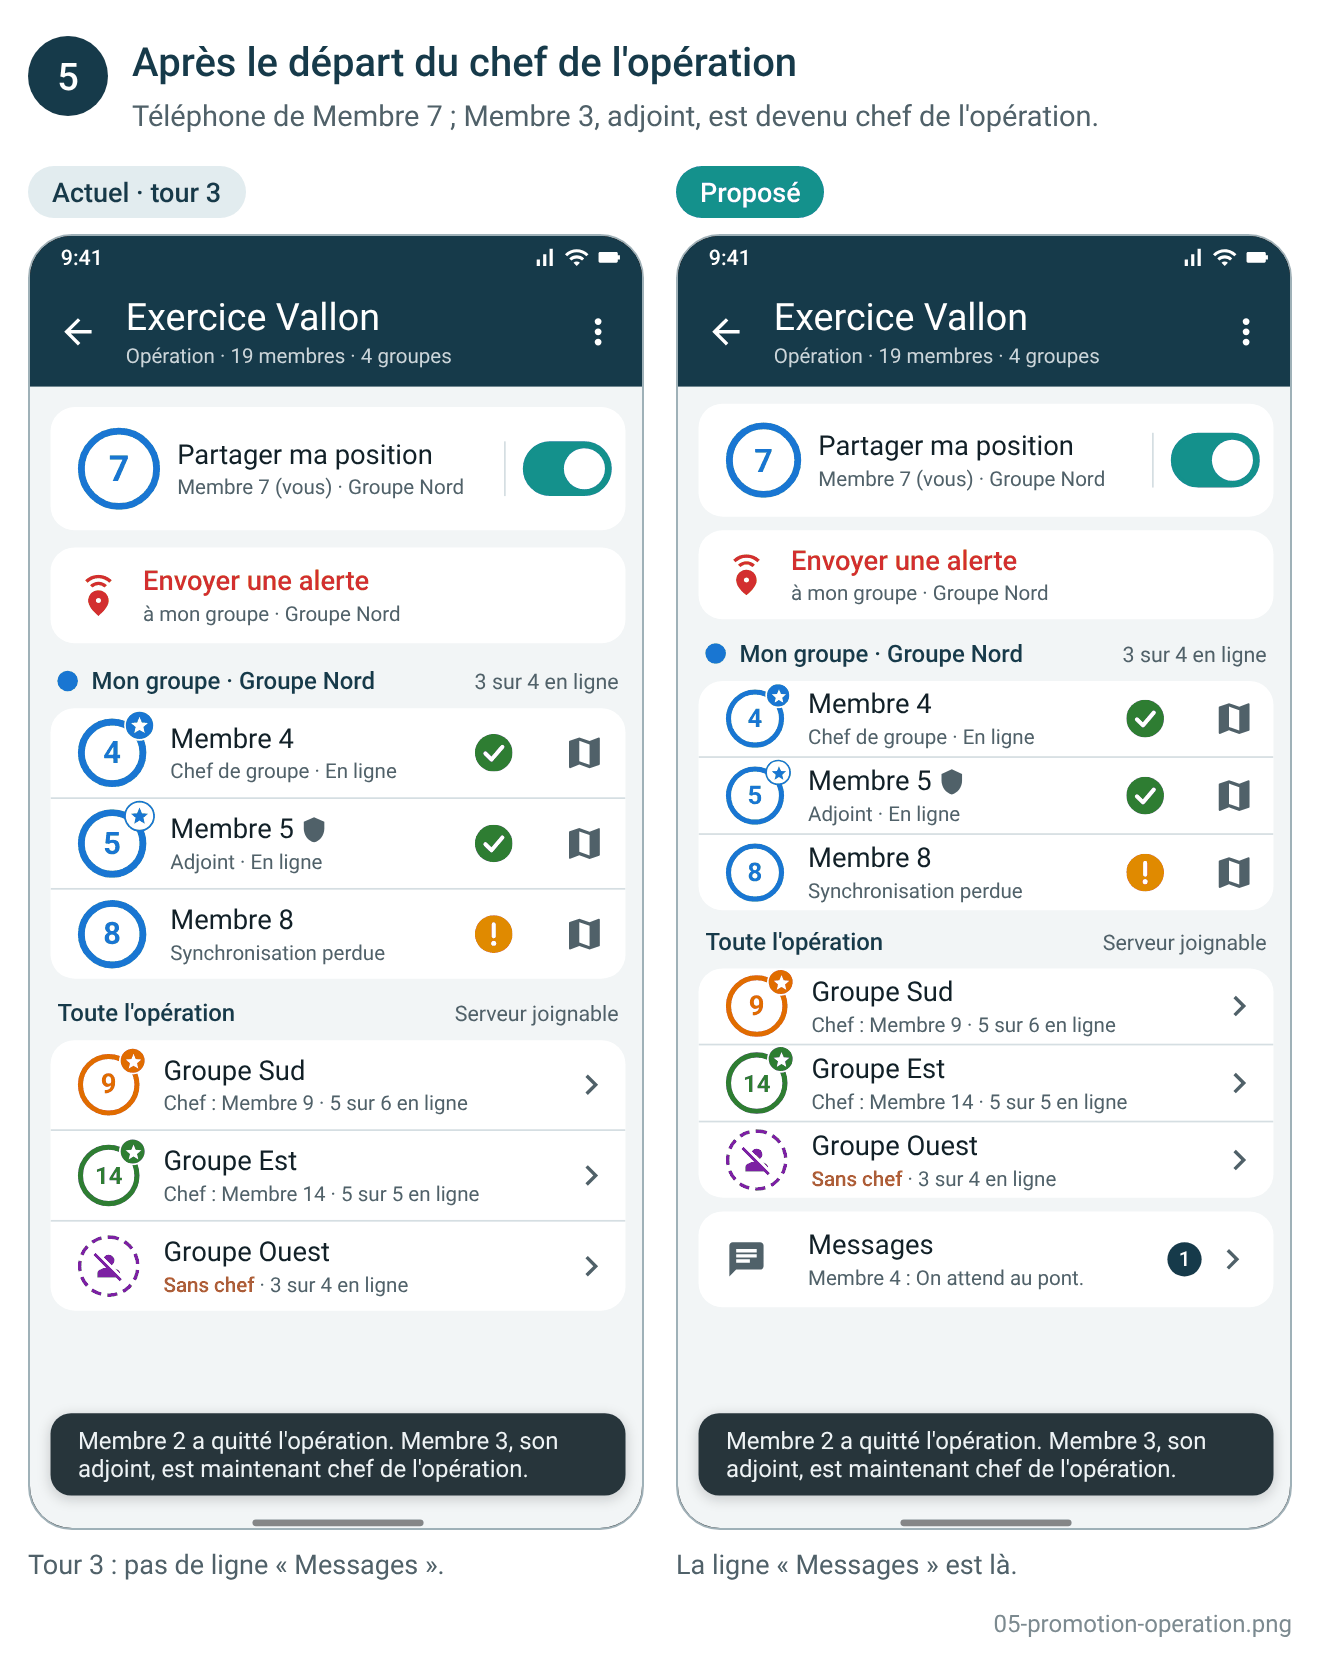 5
Après le départ du chef de l'opération
Téléphone de Membre 7 ; Membre 3, adjoint, est devenu chef de l'opération.
Actuel · tour 3
9:41
Exercice Vallon
Opération · 19 membres · 4 groupes
7
Partager ma position
Membre 7 (vous) · Groupe Nord
Envoyer une alerte
à mon groupe · Groupe Nord
Mon groupe · Groupe Nord
3 sur 4 en ligne
4
Membre 4
Chef de groupe · En ligne
5
Membre 5
Adjoint · En ligne
8
Membre 8
Synchronisation perdue
Toute l'opération
Serveur joignable
9
Groupe Sud
Chef : Membre 9 · 5 sur 6 en ligne
14
Groupe Est
Chef : Membre 14 · 5 sur 5 en ligne
Groupe Ouest
Sans chef · 3 sur 4 en ligne
Membre 2 a quitté l'opération. Membre 3, son
adjoint, est maintenant chef de l'opération.
Tour 3 : pas de ligne « Messages ».
Proposé
9:41
Exercice Vallon
Opération · 19 membres · 4 groupes
7
Partager ma position
Membre 7 (vous) · Groupe Nord
Envoyer une alerte
à mon groupe · Groupe Nord
Mon groupe · Groupe Nord
3 sur 4 en ligne
4
Membre 4
Chef de groupe · En ligne
5
Membre 5
Adjoint · En ligne
8
Membre 8
Synchronisation perdue
Toute l'opération
Serveur joignable
9
Groupe Sud
Chef : Membre 9 · 5 sur 6 en ligne
14
Groupe Est
Chef : Membre 14 · 5 sur 5 en ligne
Groupe Ouest
Sans chef · 3 sur 4 en ligne
Messages
Membre 4 : On attend au pont.
1
Membre 2 a quitté l'opération. Membre 3, son
adjoint, est maintenant chef de l'opération.
La ligne « Messages » est là.
05-promotion-operation.png